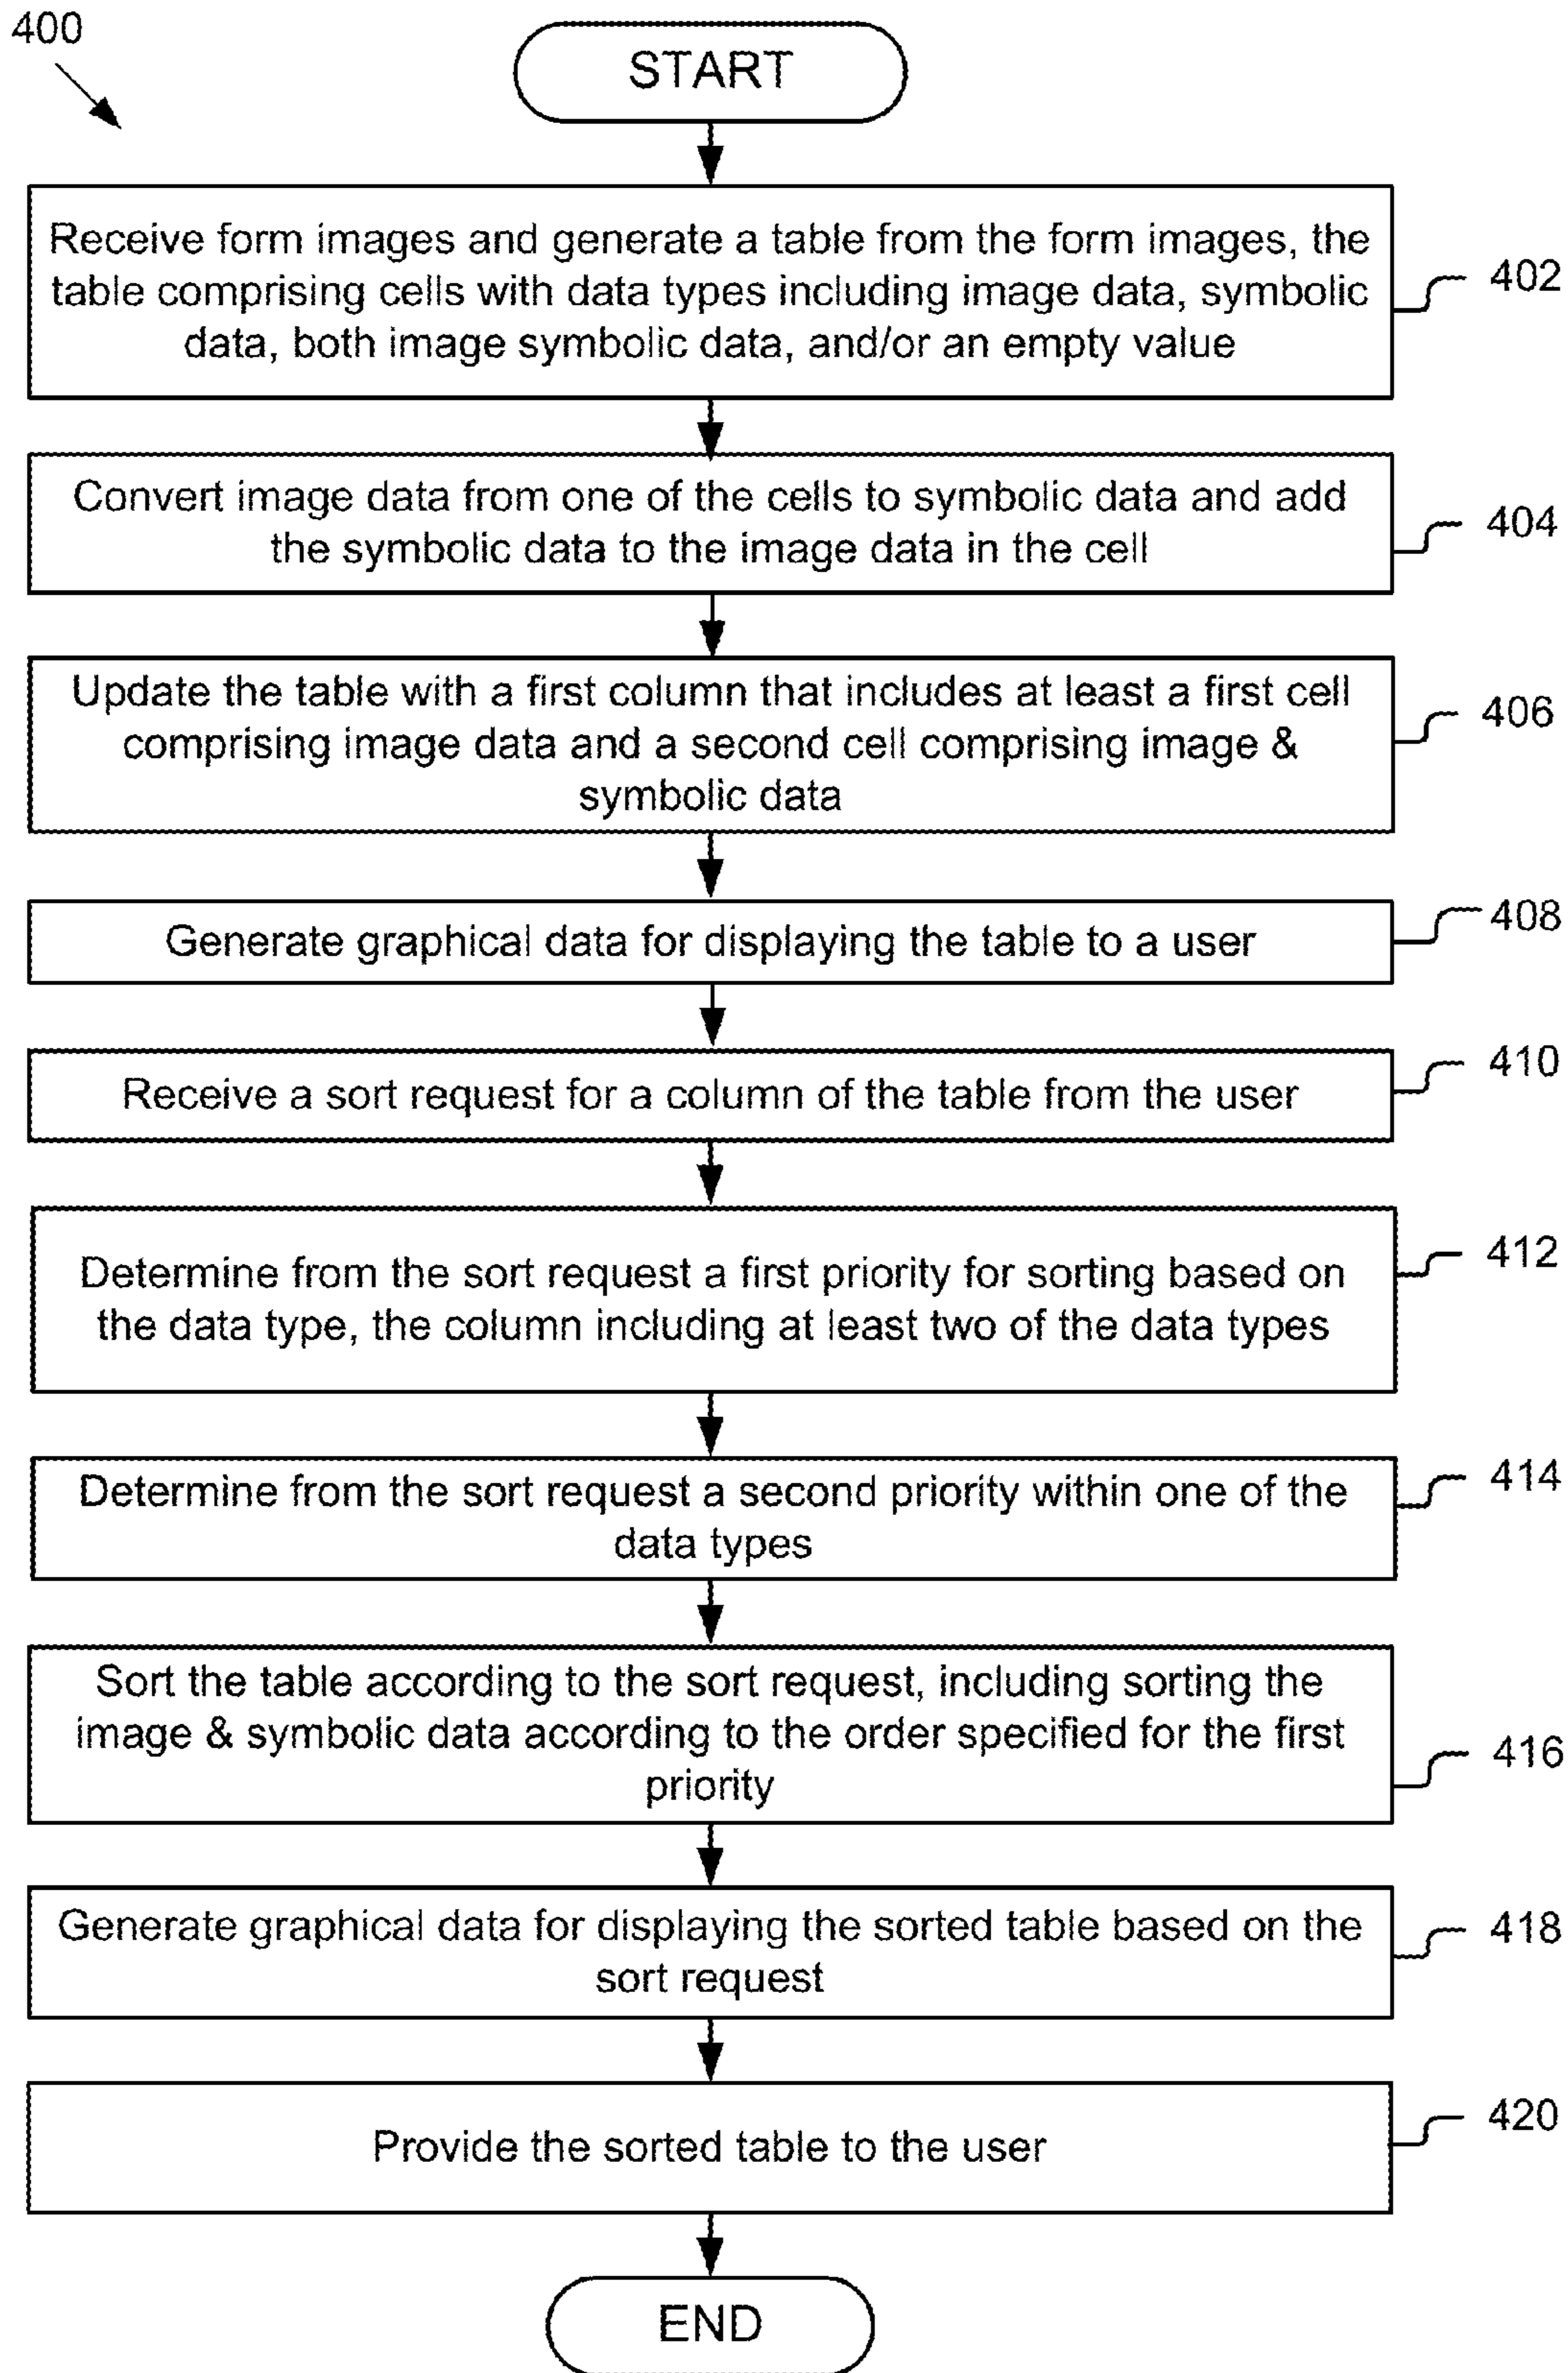 400
START
Receive form images and generate a table from the form images, the
table comprising cells with data types including image data, symbolic
data, both image symbolic data, and/or an empty value
402
Convert image data from one of the cells to symbolic data and add
the symbolic data to the image data in the cell
404
Update the table with a first column that includes at least a first cell
comprising image data and a second cell comprising image &
symbolic data
406
Generate graphical data for displaying the table to a user
408
Receive a sort request for a column of the table from the user
410
Determine from the sort request a first priority for sorting based on
the data type, the column including at least two of the data types
412
Determine from the sort request a second priority within one of the
data types
414
Sort the table according to the sort request, including sorting the
image & symbolic data according to the order specified for the first
priority
416
Generate graphical data for displaying the sorted table based on the
sort request
418
Provide the sorted table to the user
420
END